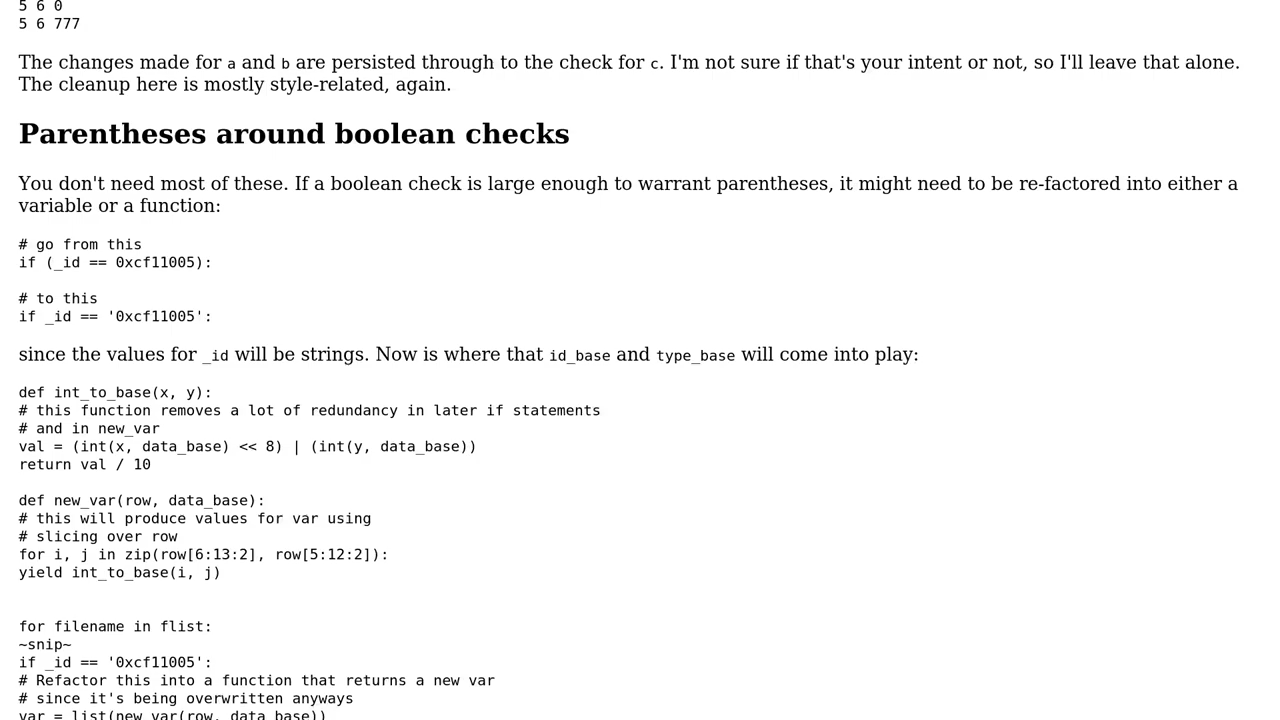 5 6 0
5 6 777
The changes made for a and b are persisted through to the check for c. I'm not sure if that's your intent or not, so I'll leave that alone.
The cleanup here is mostly style-related, again.
Parentheses around boolean checks
You don't need most of these. If a boolean check is large enough to warrant parentheses, it might need to be re-factored into either a
variable or a function:
# go from this
if (_id == 0xcf11005):
# to this
if _id == '0xcf11005':
since the values for _id will be strings. Now is where that id_base and type_base will come into play:
def int_to_base(x, y):
# this function removes a lot of redundancy in later if statements
# and in new_var
val = (int(x, data_base) << 8) | (int(y, data_base))
return val / 10
def new_var(row, data_base):
# this will produce values for var using
# slicing over row
for i, j in zip(row[6:13:2], row[5:12:2]):
yield int_to_base(i, j)
for filename in flist:
~snip~
if _id == '0xcf11005':
# Refactor this into a function that returns a new var
# since it's being overwritten anyways
var = list(new_var(row, data_base))